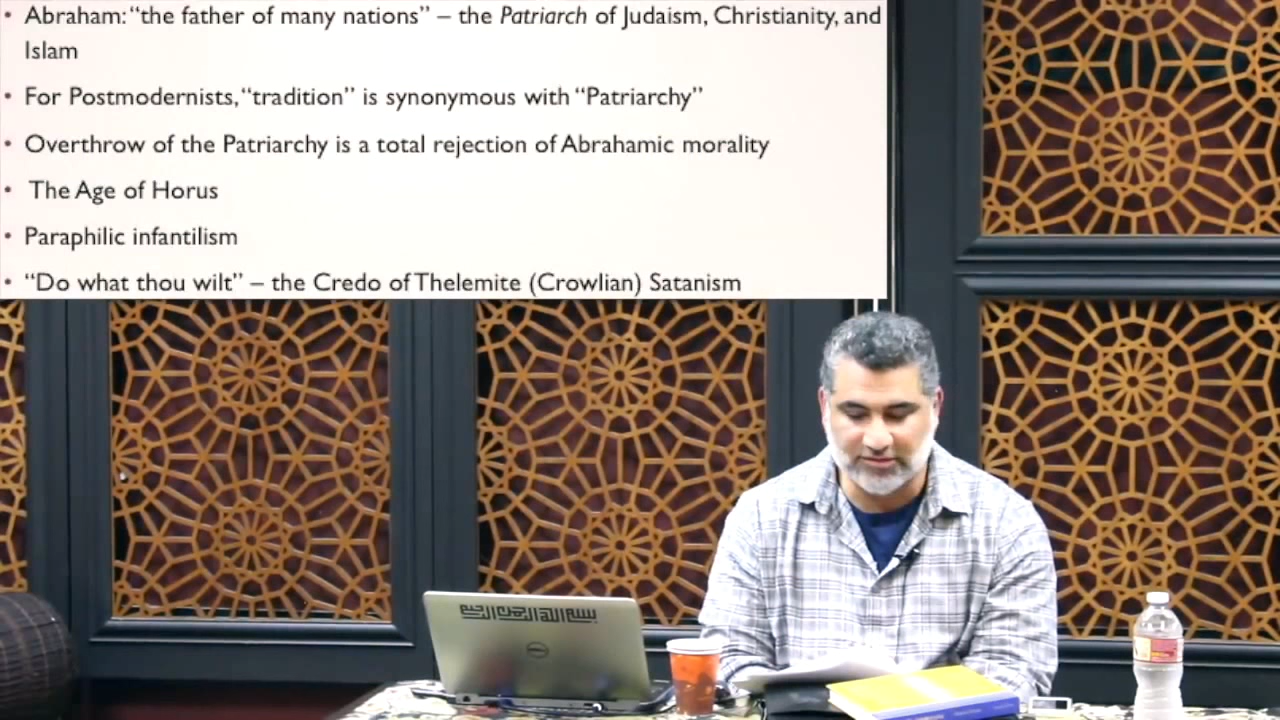 • Abraham: “the father of many nations” – the Patriarch of Judaism, Christianity, and
Islam
• For Postmodernists, “tradition” is synonymous with “Patriarchy”
• Overthrow of the Patriarchy is a total rejection of Abrahamic morality
• The Age of Horus
• Paraphilic infantilism
• “Do what thou wilt” – the Credo of Thelemite (Crowlian) Satanism
بسم الله الرحمن الرحيم
DELL